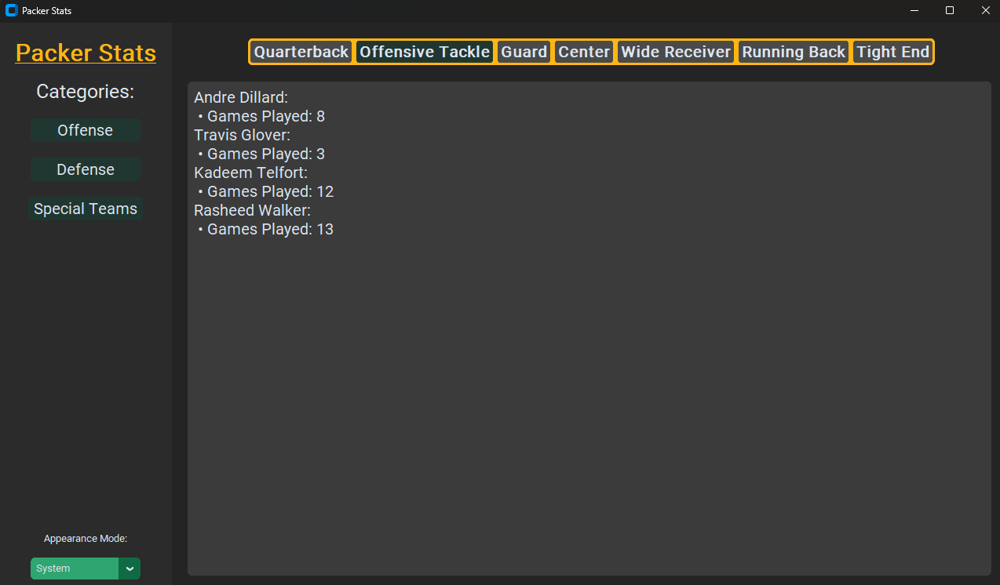 Packer Stats
Packer Stats
Categories:
Offense
Defense
Special Teams
Appearance Mode:
System
Quarterback Offensive Tackle Guard Center Wide Receiver Running Back Tight End
Andre Dillard:
• Games Played: 8
Travis Glover:
• Games Played: 3
Kadeem Telfort:
• Games Played: 12
Rasheed Walker:
• Games Played: 13